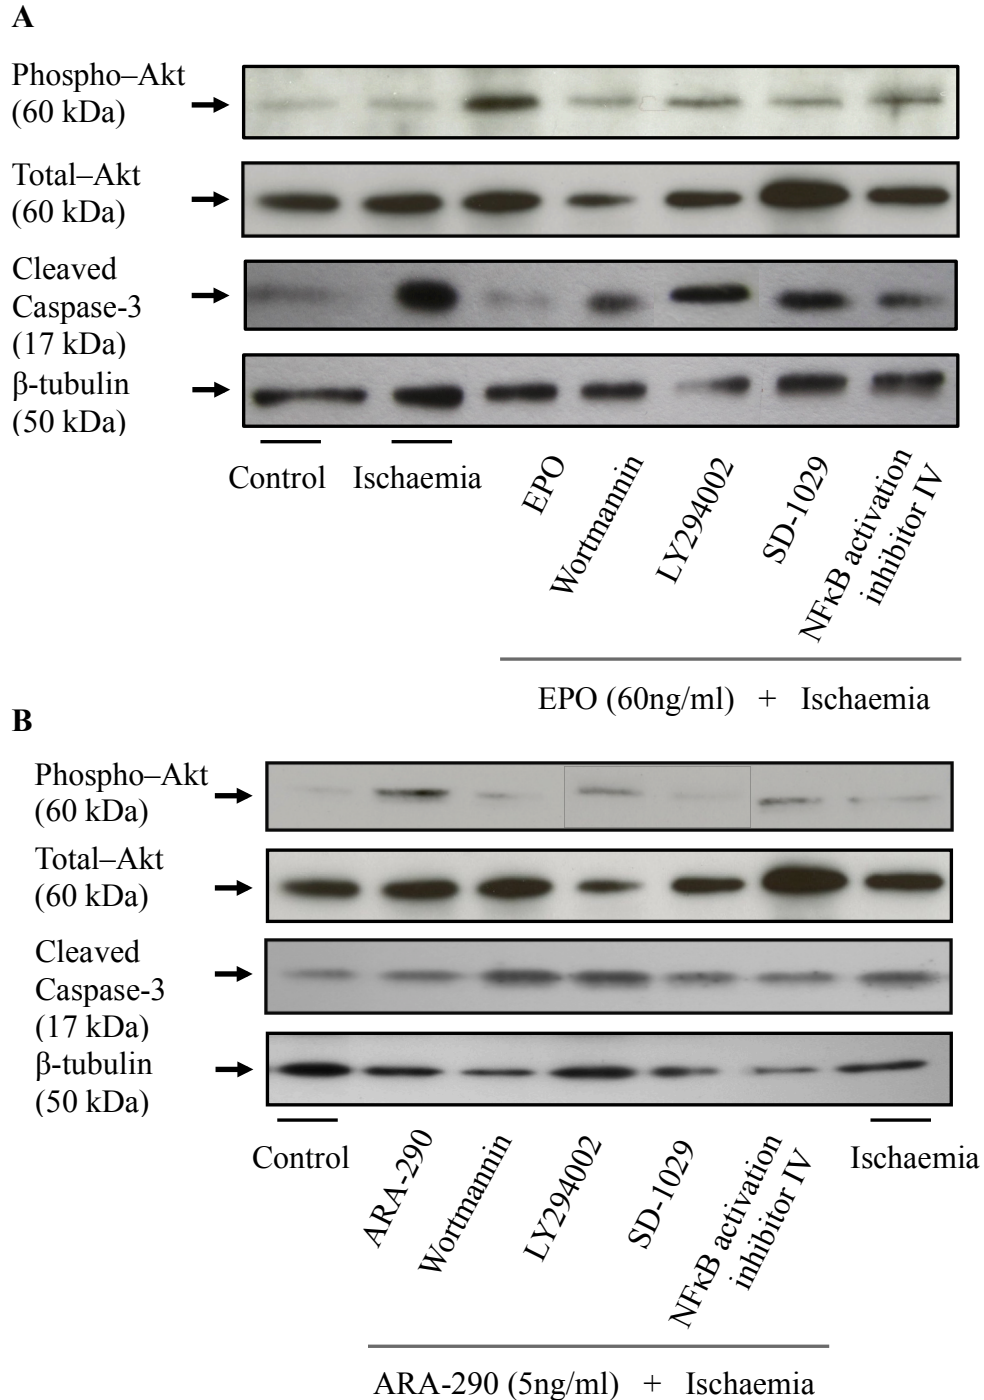 A
Phospho–Akt
(60 kDa)
Total–Akt
(60 kDa)
Cleaved
Caspase-3
(17 kDa)
β-tubulin
(50 kDa)
Control
Ischaemia
EPO
Wortmannin
LY294002
SD-1029
NFκB activation
inhibitor IV
EPO (60ng/ml) + Ischaemia
B
Phospho–Akt
(60 kDa)
Total–Akt
(60 kDa)
Cleaved
Caspase-3
(17 kDa)
β-tubulin
(50 kDa)
Control
ARA-290
Wortmannin
LY294002
SD-1029
NFκB activation
inhibitor IV
Ischaemia
ARA-290 (5ng/ml) + Ischaemia